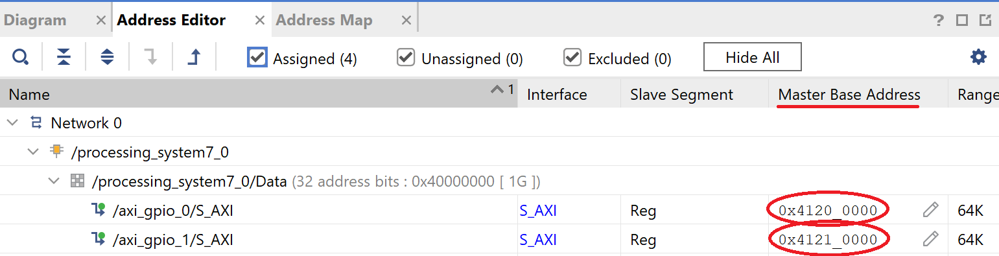 Diagram Address Editor Address Map
Assigned (4) Unassigned (0) Excluded (0) Hide All
Name 1 Interface Slave Segment Master Base Address Range
Network 0
/processing_system7_0
/processing_system7_0/Data (32 address bits : 0x40000000 [ 1G ])
/axi_gpio_0/S_AXI S_AXI Reg 0x4120_0000 64K
/axi_gpio_1/S_AXI S_AXI Reg 0x4121_0000 64K